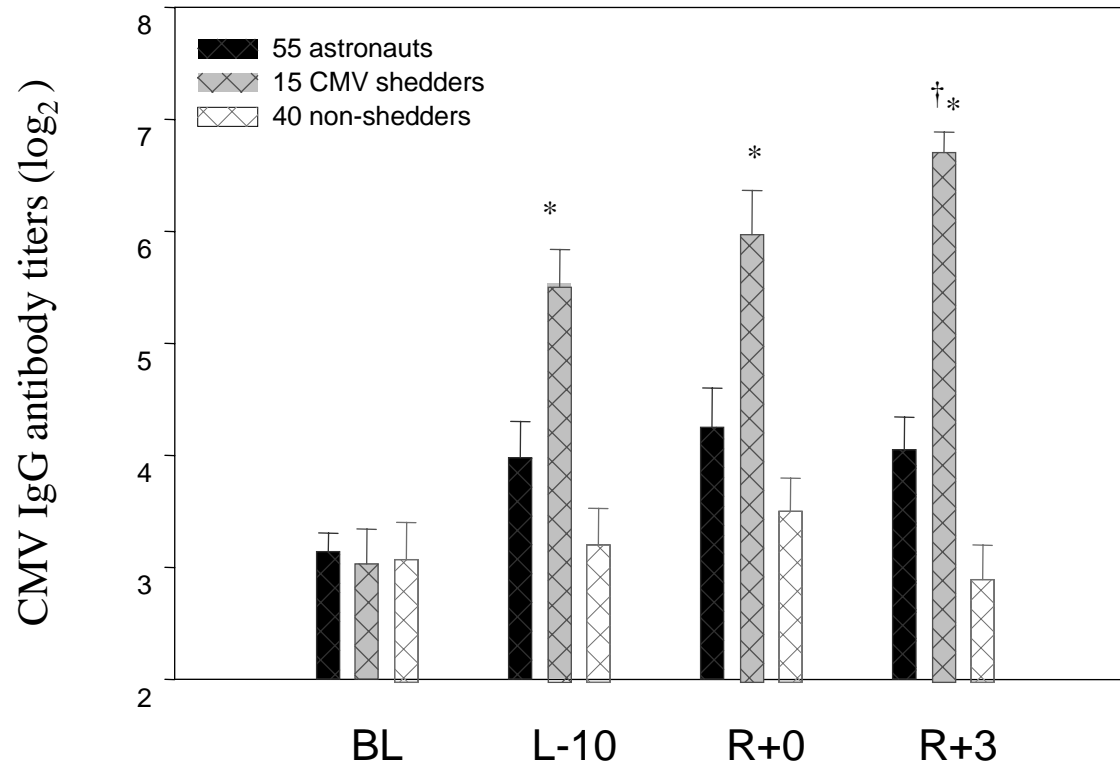 CMV IgG antibody titers (log2)
8
7
6
5
4
3
2
55 astronauts
15 CMV shedders
40 non-shedders
*
*
†*
BL L-10 R+0 R+3